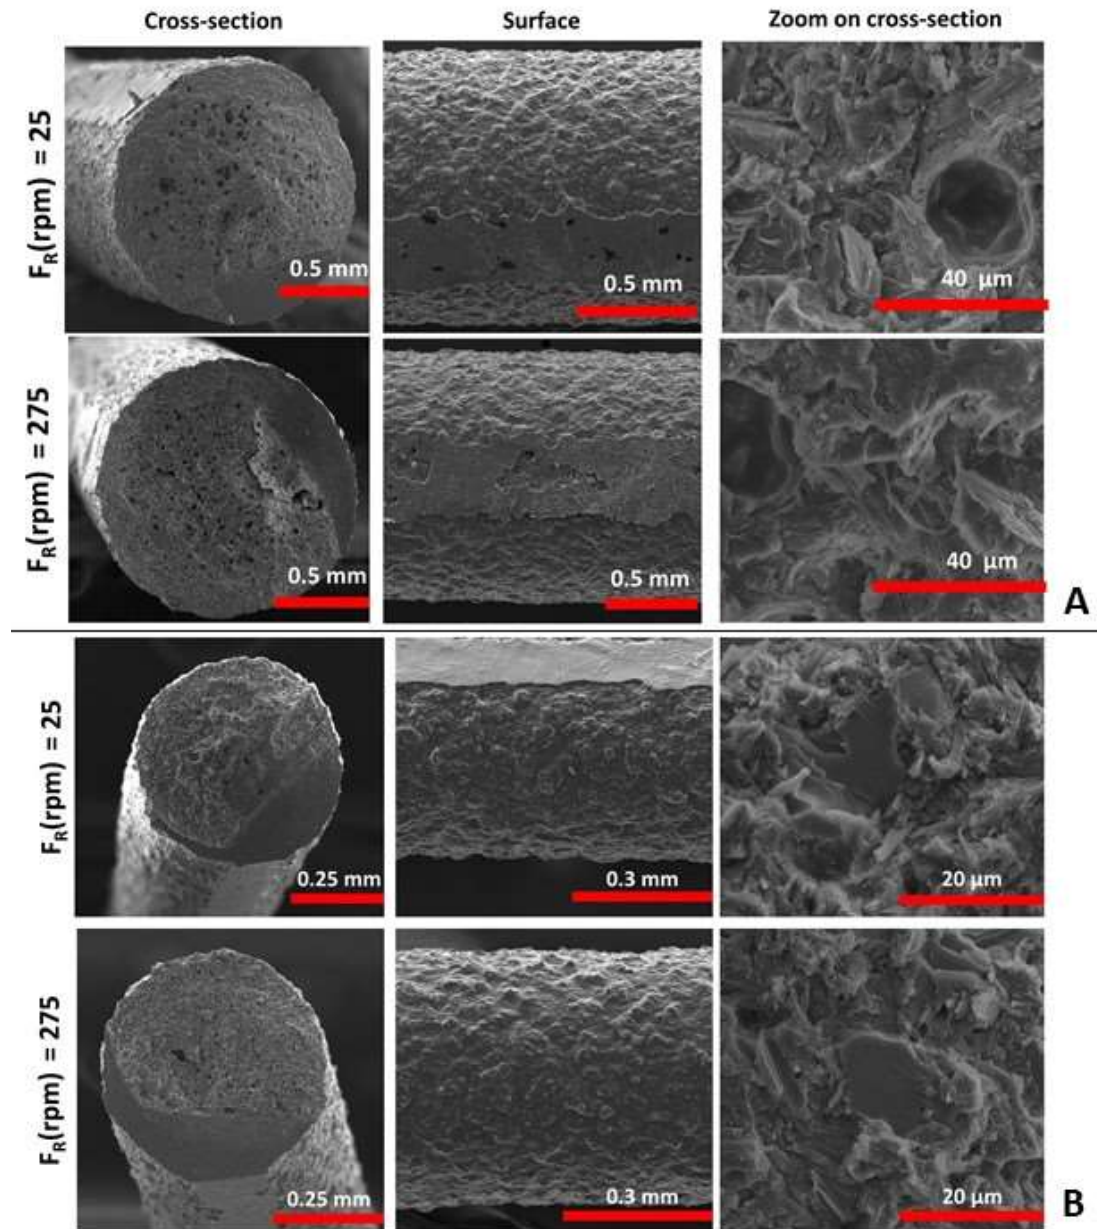 Cross-section Surface Zoom on cross-section
F_R(rpm) = 25
0.5 mm 0.5 mm 40 μm
F_R(rpm) = 275
0.5 mm 0.5 mm 40 μm
A
F_R(rpm) = 25
0.25 mm 0.3 mm 20 μm
F_R(rpm) = 275
0.25 mm 0.3 mm 20 μm
B